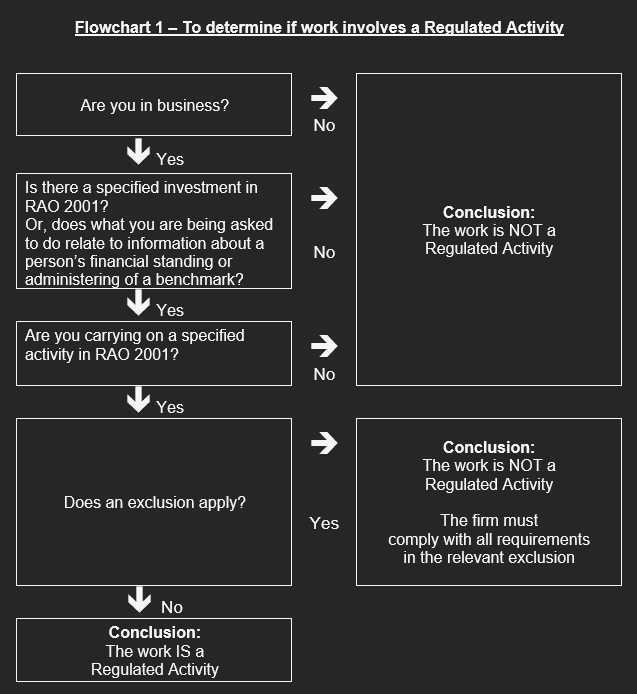 Flowchart 1 – To determine if work involves a Regulated Activity
Are you in business?
No
Yes
Is there a specified investment in
RAO 2001?
Or, does what you are being asked
to do relate to information about a
person's financial standing or
administering of a benchmark?
No
Conclusion:
The work is NOT a
Regulated Activity
Yes
Are you carrying on a specified
activity in RAO 2001?
No
Yes
Does an exclusion apply?
Yes
Conclusion:
The work is NOT a
Regulated Activity
The firm must
comply with all requirements
in the relevant exclusion
No
Conclusion:
The work IS a
Regulated Activity